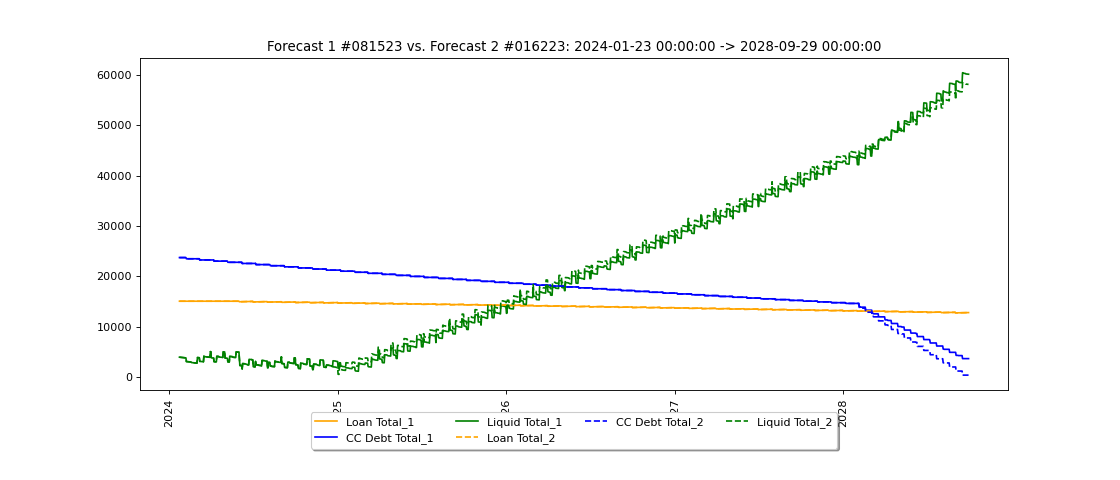 Forecast 1 #081523 vs. Forecast 2 #016223: 2024-01-23 00:00:00 -> 2028-09-29 00:00:00
60000
50000
40000
30000
20000
10000
0
2024
25
26
27
2028
Loan Total_1
Liquid Total_1
CC Debt Total_2
Liquid Total_2
CC Debt Total_1
Loan Total_2